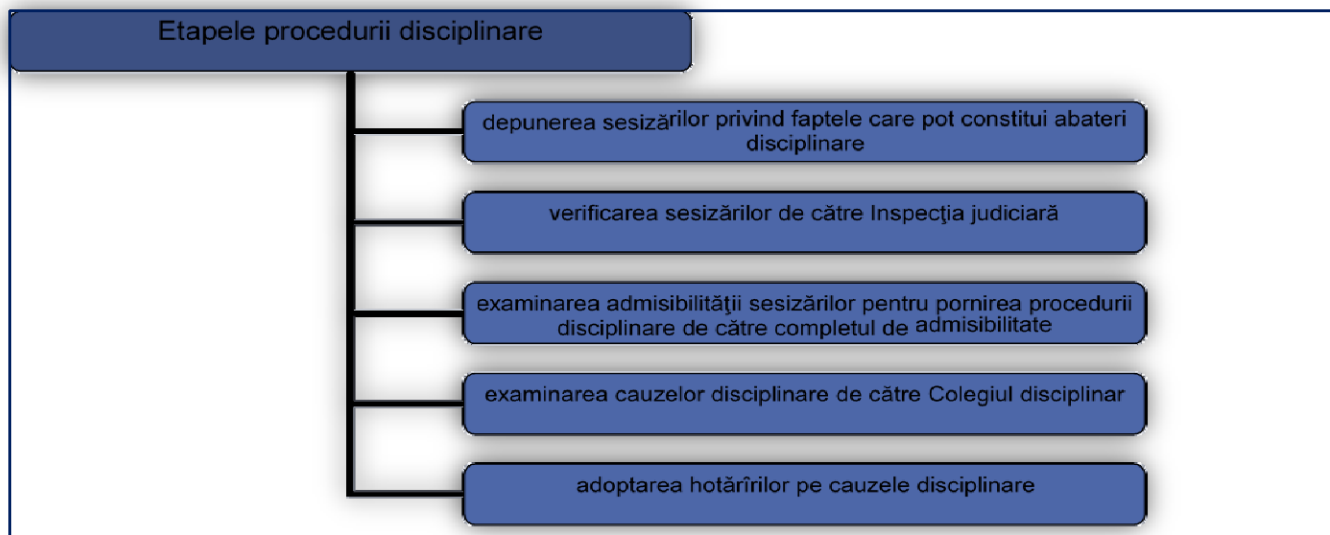 Etapele procedurii disciplinare
depunerea sesizărilor privind faptele care pot constitui abateri
disciplinare
verificarea sesizărilor de către Inspecţia judiciară
examinarea admisibilităţii sesizărilor pentru pornirea procedurii
disciplinare de către completul de admisibilitate
examinarea cauzelor disciplinare de către Colegiul disciplinar
adoptarea hotărîrilor pe cauzele disciplinare